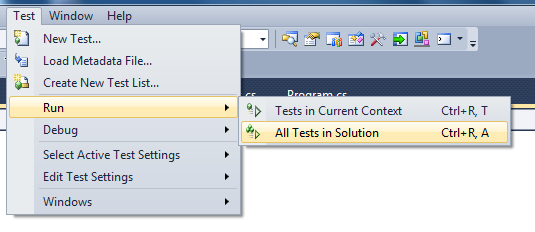 Test Window Help
New Test...
Load Metadata File...
Create New Test List...
cs Program.cs
Run
Tests in Current Context Ctrl+R, T
Debug
All Tests in Solution Ctrl+R, A
Select Active Test Settings
Edit Test Settings
Windows